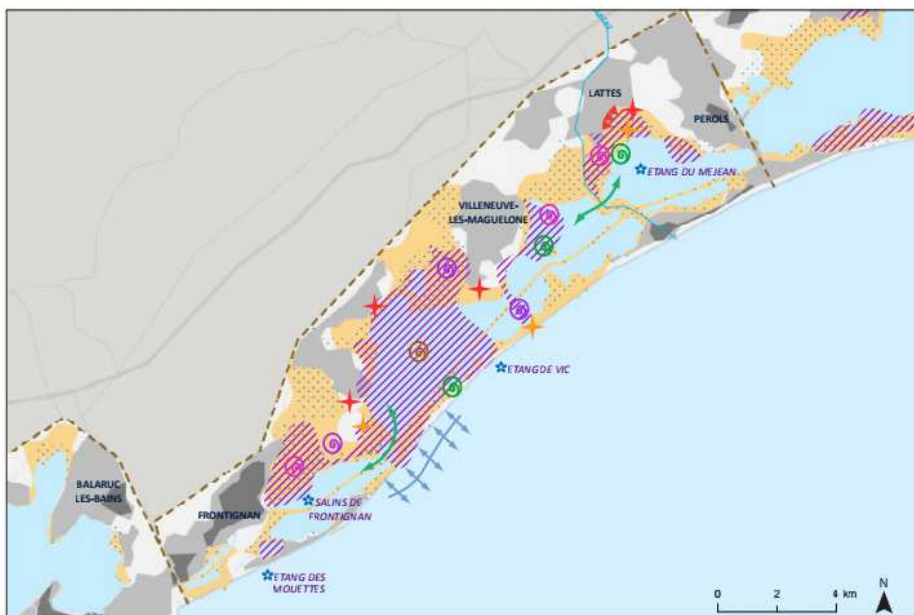 LATTES
PEROLS
ETANG DU MEJEAN
VILLENEUVE-
LES-MAGUELONE
ETANG DE VIC
BALARUC
LES-BAINS
FRONTIGNAN
SALINS DE
FRONTIGNAN
ETANG DES
MOUETTES
N
0 2 4 km